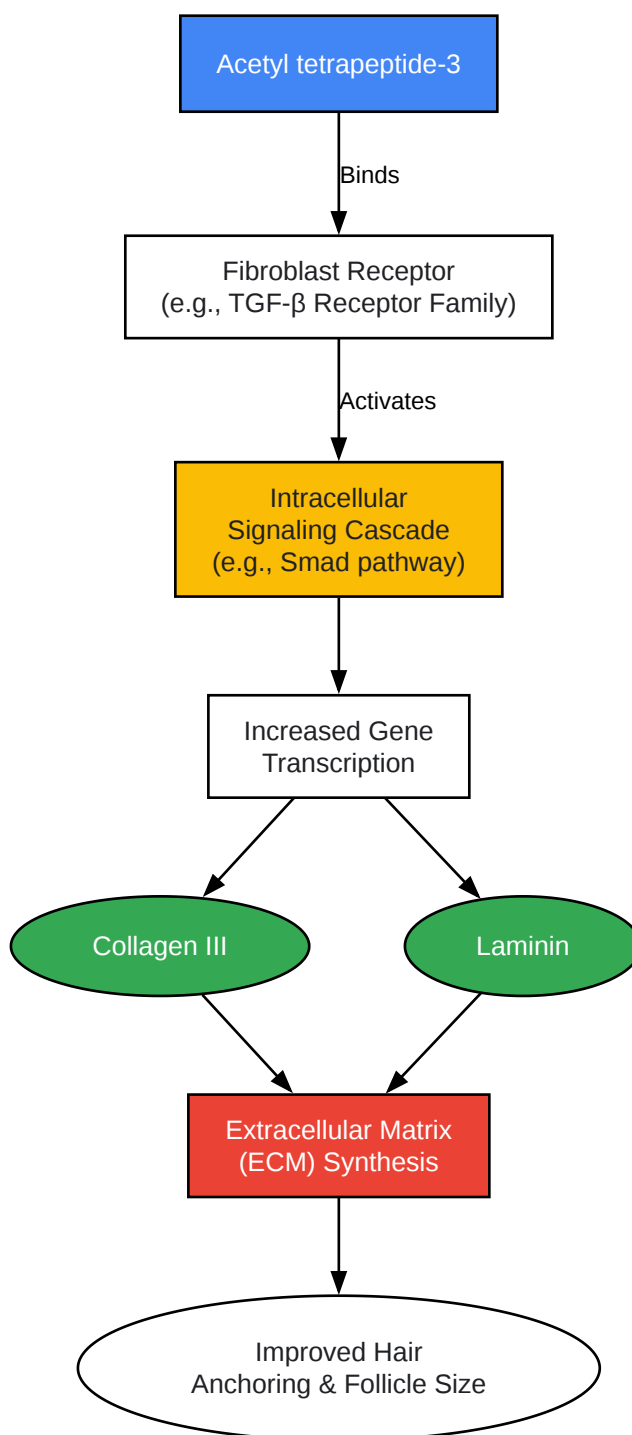 Acetyl tetrapeptide-3
Binds
Fibroblast Receptor
(e.g., TGF-β Receptor Family)
Activates
Intracellular
Signaling Cascade
(e.g., Smad pathway)
Increased Gene
Transcription
Collagen III
Laminin
Extracellular Matrix
(ECM) Synthesis
Improved Hair
Anchoring & Follicle Size